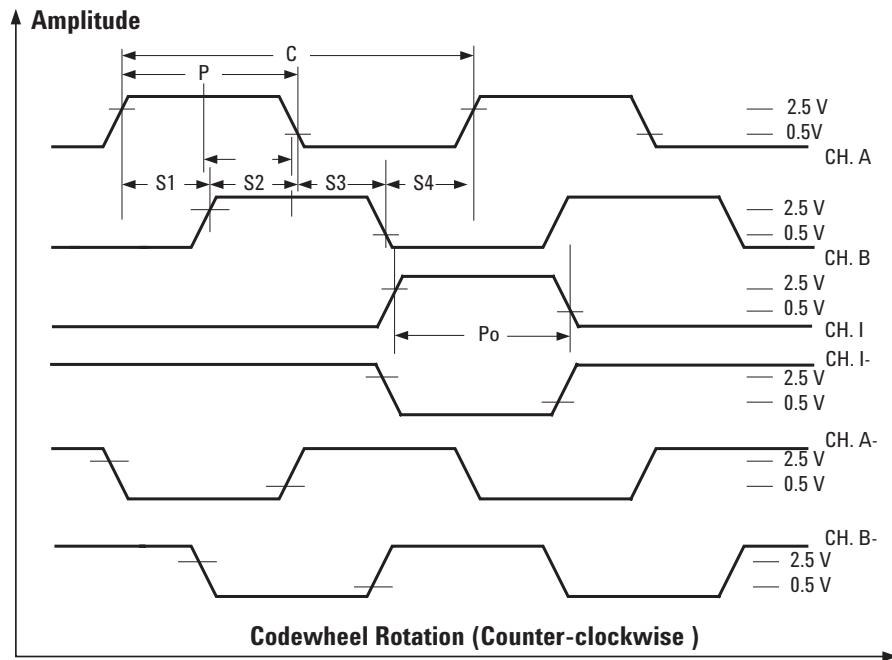 Amplitude
C
P
2.5 V
0.5V
CH. A
S1 S2 S3 S4
2.5 V
0.5 V
CH. B
2.5 V
0.5 V
Po
CH. I
CH. I-
2.5 V
0.5 V
CH. A-
2.5 V
0.5 V
CH. B-
2.5 V
0.5 V
Codewheel Rotation (Counter-clockwise )